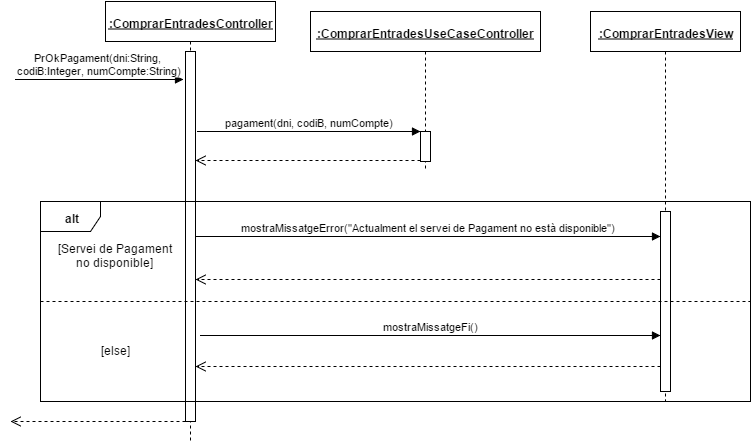 :ComprarEntradesController
:ComprarEntradesUseCaseController
:ComprarEntradesView
PrOkPagament(dni:String,
codiB:Integer, numCompte:String)
pagament(dni, codiB, numCompte)
alt
mostraMissatgeError("Actualment el servei de Pagament no està disponible")
[Servei de Pagament
no disponible]
mostraMissatgeFi()
[else]